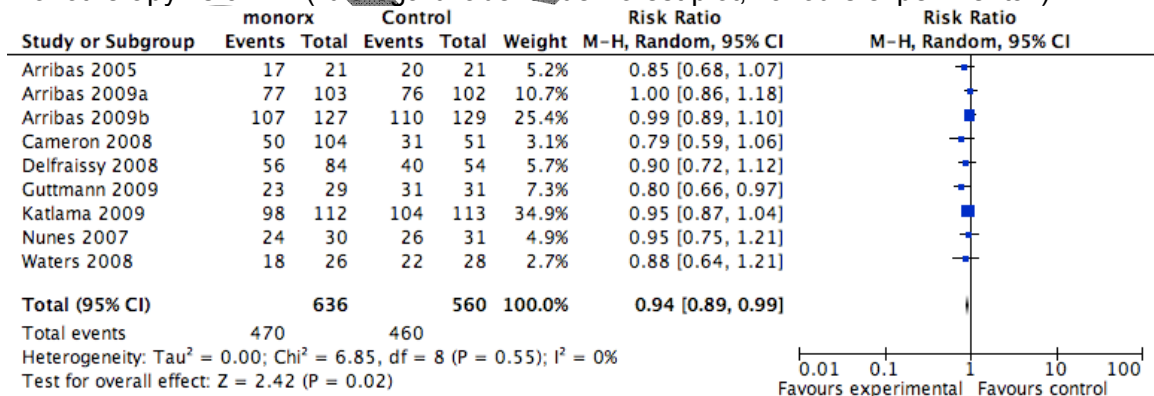 monorx Control Risk Ratio Risk Ratio
Study or Subgroup Events Total Events Total Weight M-H, Random, 95% CI M-H, Random, 95% CI
Arribas 2005 17 21 20 21 5.2% 0.85 [0.68, 1.07]
Arribas 2009a 77 103 76 102 10.7% 1.00 [0.86, 1.18]
Arribas 2009b 107 127 110 129 25.4% 0.99 [0.89, 1.10]
Cameron 2008 50 104 31 51 3.1% 0.79 [0.59, 1.06]
Delfraissy 2008 56 84 40 54 5.7% 0.90 [0.72, 1.12]
Guttmann 2009 23 29 31 31 7.3% 0.80 [0.66, 0.97]
Katlama 2009 98 112 104 113 34.9% 0.95 [0.87, 1.04]
Nunes 2007 24 30 26 31 4.9% 0.95 [0.75, 1.21]
Waters 2008 18 26 22 28 2.7% 0.88 [0.64, 1.21]
Total (95% CI) 636 560 100.0% 0.94 [0.89, 0.99]
Total events 470 460
Heterogeneity: Tau² = 0.00; Chi² = 6.85, df = 8 (P = 0.55); I² = 0%
Test for overall effect: Z = 2.42 (P = 0.02)
0.01 0.1 1 10 100
Favours experimental Favours control